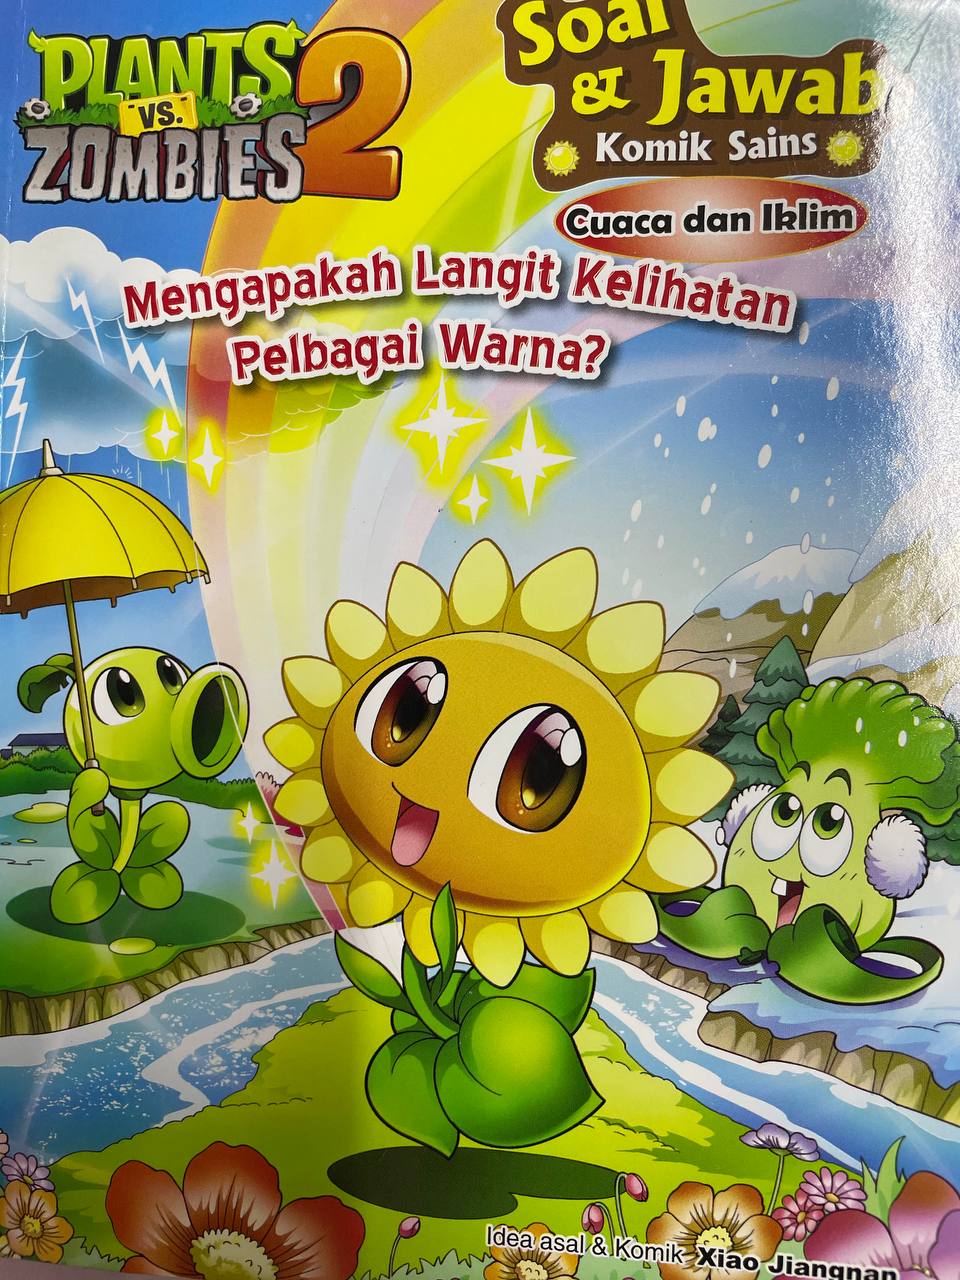 PLANTS
VS.
ZOMBIES 2
Soal
& Jawab
Komik Sains
Cuaca dan Iklim
Mengapakah Langit Kelihatan
Pelbagai Warna?
Idea asal & Komik Xiao Jiangnan